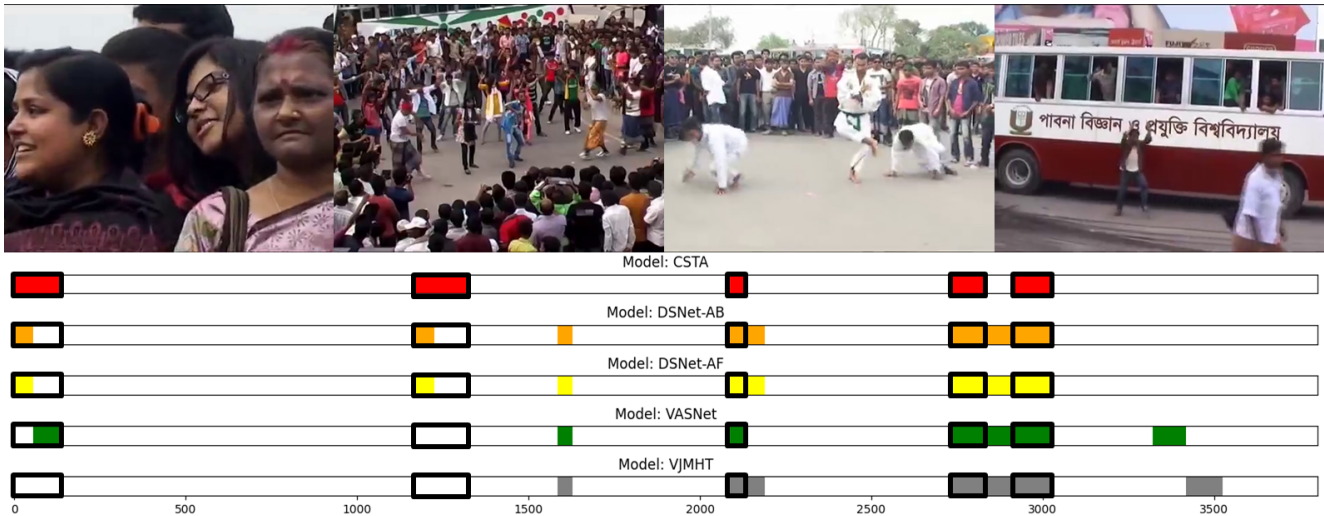 পাবনা বিজ্ঞান ও প্রযুক্তি বিশ্ববিদ্যালয়
Model: CSTA
Model: DSNet-AB
Model: DSNet-AF
Model: VASNet
Model: VJMHT
0 500 1000 1500 2000 2500 3000 3500